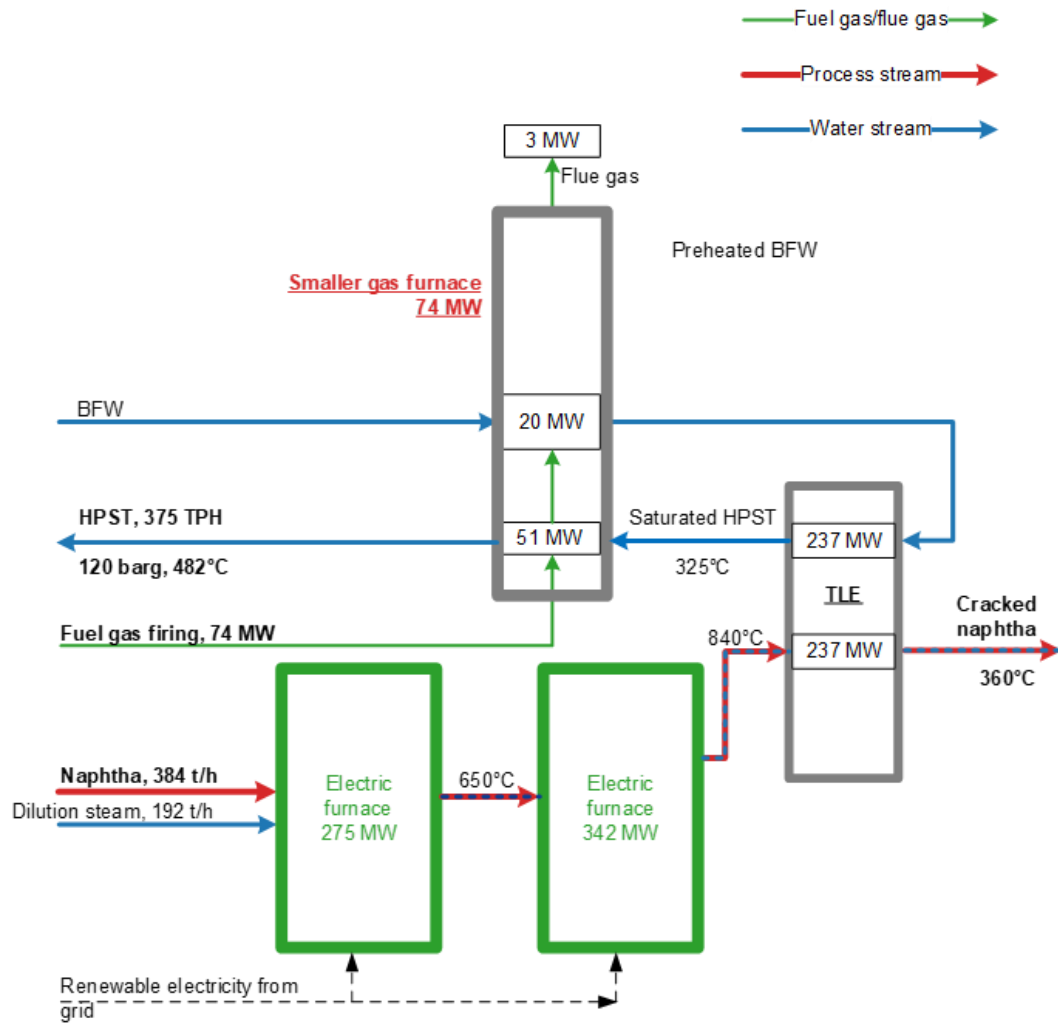 Fuel gas/flue gas
Process stream
Water stream
3 MW
Flue gas
Preheated BFW
Smaller gas furnace
74 MW
BFW
20 MW
HPST, 375 TPH
120 barg, 482°C
51 MW
Saturated HPST
325°C
237 MW
TLE
237 MW
Fuel gas firing, 74 MW
840°C
Cracked
naphtha
360°C
Naphtha, 384 t/h
Dilution steam, 192 t/h
Electric
furnace
275 MW
650°C
Electric
furnace
342 MW
Renewable electricity from
grid